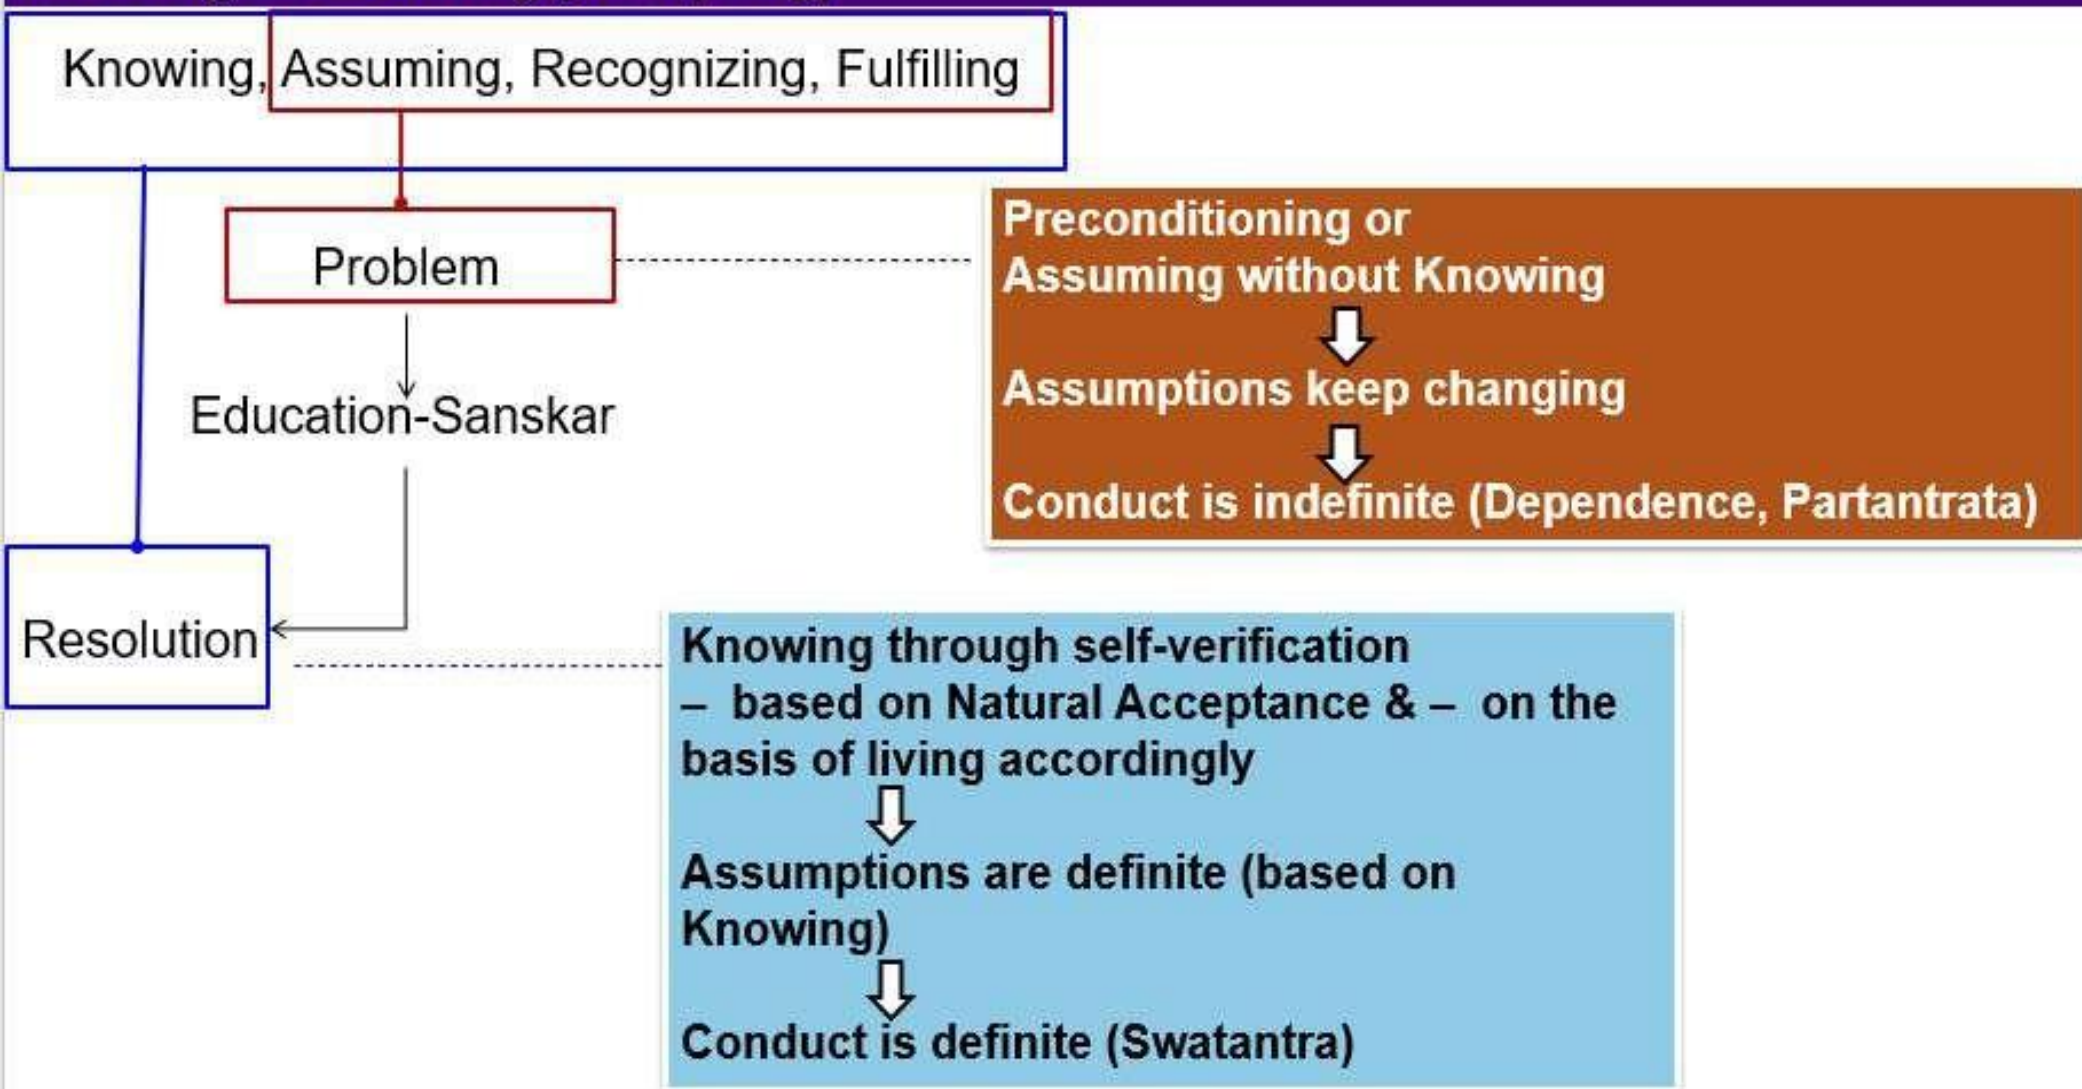 Knowing, Assuming, Recognizing, Fulfilling
Problem
Education-Sanskar
Resolution
Preconditioning or
Assuming without Knowing
Assumptions keep changing
Conduct is indefinite (Dependence, Partantrata)
Knowing through self-verification
– based on Natural Acceptance & – on the
basis of living accordingly
Assumptions are definite (based on
Knowing)
Conduct is definite (Swatantra)